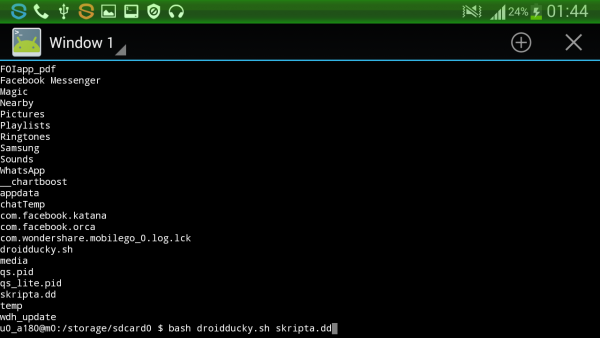 24% 01:44
Window 1
FOIapp_pdf
Facebook Messenger
Magic
Nearby
Pictures
Playlists
Ringtones
Samsung
Sounds
WhatsApp
__chartboost
appdata
chatTemp
com.facebook.katana
com.facebook.orca
com.wondershare.mobilego_0.log.lck
droidducky.sh
media
qs.pid
qs_lite.pid
skripta.dd
temp
wdh_update
u0_a180@m0:/storage/sdcard0 $ bash droidducky.sh skripta.dd